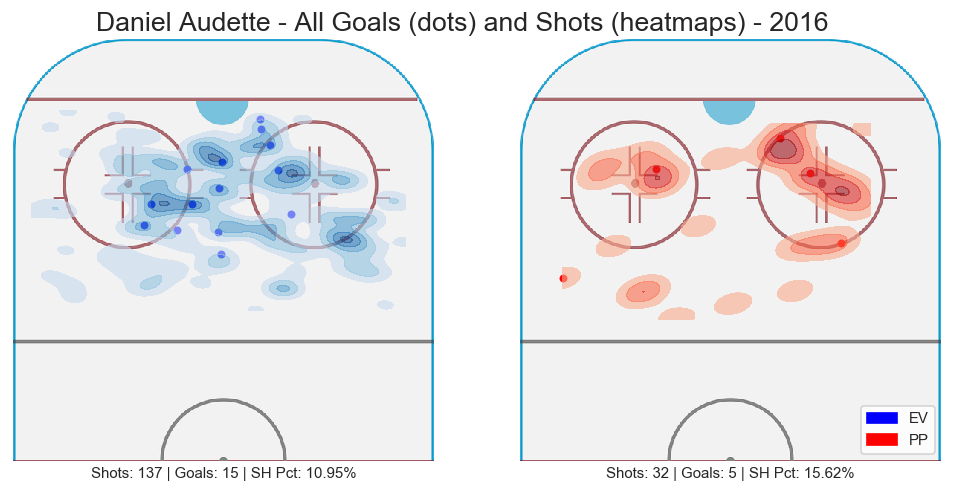 Daniel Audette - All Goals (dots) and Shots (heatmaps) - 2016
EV
PP
Shots: 137 | Goals: 15 | SH Pct: 10.95%
Shots: 32 | Goals: 5 | SH Pct: 15.62%